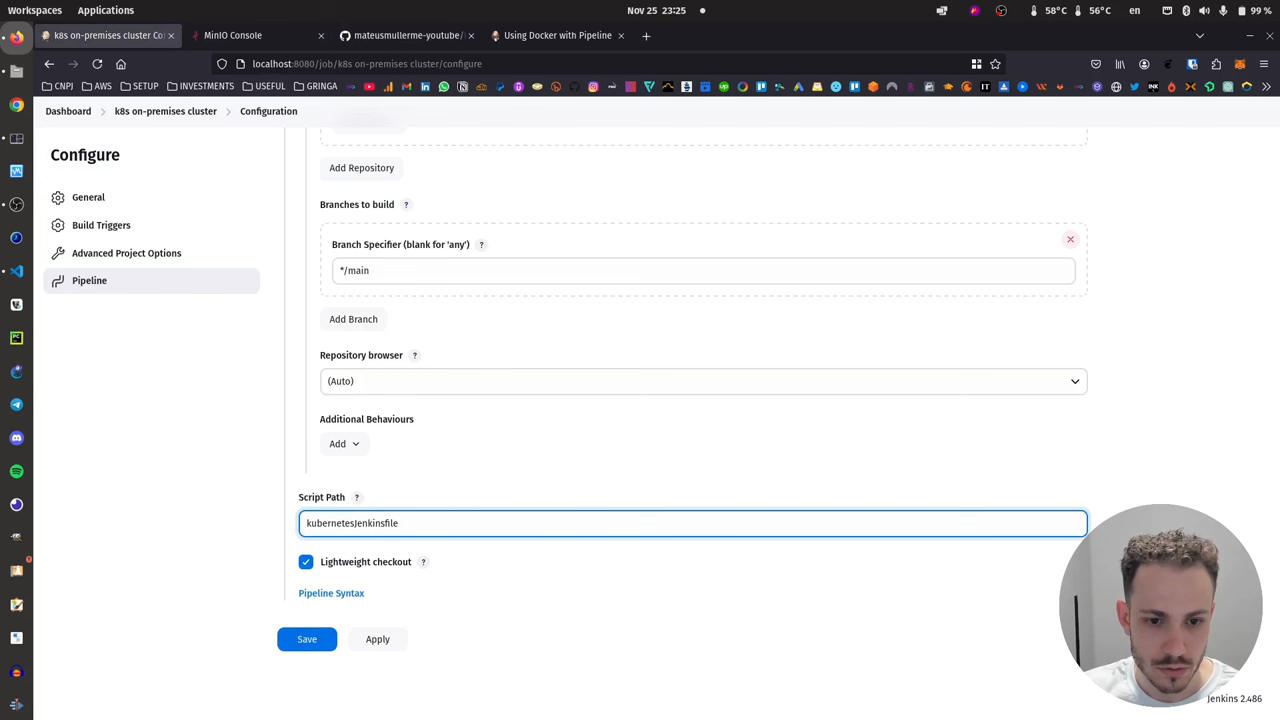 Workspaces Applications Nov 25 23:25 58°C 56°C en 99 %
k8s on-premises cluster Co MinIO Console mateusmullerme-youtube/ Using Docker with Pipeline
localhost:8080/job/k8s on-premises cluster/configure
CNPJ AWS SETUP INVESTMENTS USEFUL GRINGA
Dashboard k8s on-premises cluster Configuration
Configure
General
Build Triggers
Advanced Project Options
Pipeline
Add Repository
Branches to build ?
Branch Specifier (blank for 'any') ?
*/main
Add Branch
Repository browser ?
(Auto)
Additional Behaviours
Add
Script Path ?
kubernetesJenkinsfile
Lightweight checkout ?
Pipeline Syntax
Save Apply
Jenkins 2.486